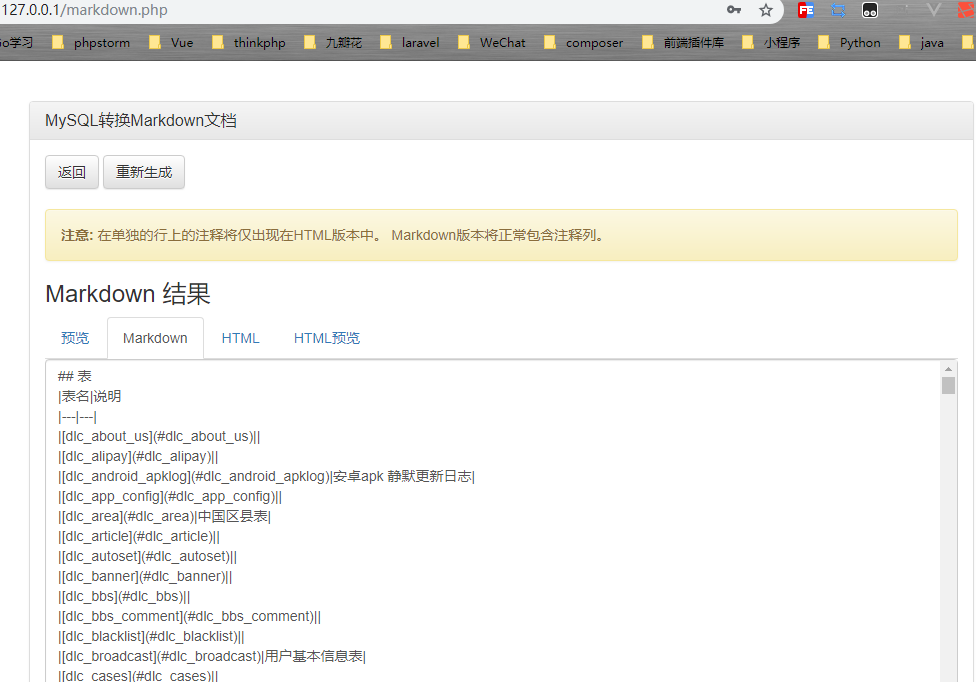 127.0.0.1/markdown.php
Go学习 phpstorm Vue thinkphp 九瓣花 laravel WeChat composer 前端插件库 小程序 Python java
MySQL转换Markdown文档
返回 重新生成
注意: 在单独的行上的注释将仅出现在HTML版本中。 Markdown版本将正常包含注释列。
Markdown 结果
预览 Markdown HTML HTML预览
## 表
|表名|说明
|---|---|
|[dlc_about_us](#dlc_about_us)||
|[dlc_alipay](#dlc_alipay)||
|[dlc_android_apklog](#dlc_android_apklog)|安卓apk 静默更新日志|
|[dlc_app_config](#dlc_app_config)||
|[dlc_area](#dlc_area)|中国区县表|
|[dlc_article](#dlc_article)||
|[dlc_autoset](#dlc_autoset)||
|[dlc_banner](#dlc_banner)||
|[dlc_bbs](#dlc_bbs)||
|[dlc_bbs_comment](#dlc_bbs_comment)||
|[dlc_blacklist](#dlc_blacklist)||
|[dlc_broadcast](#dlc_broadcast)|用户基本信息表|
|[dlc_cases](#dlc_cases)||